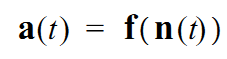 a(t) = f(n(t))